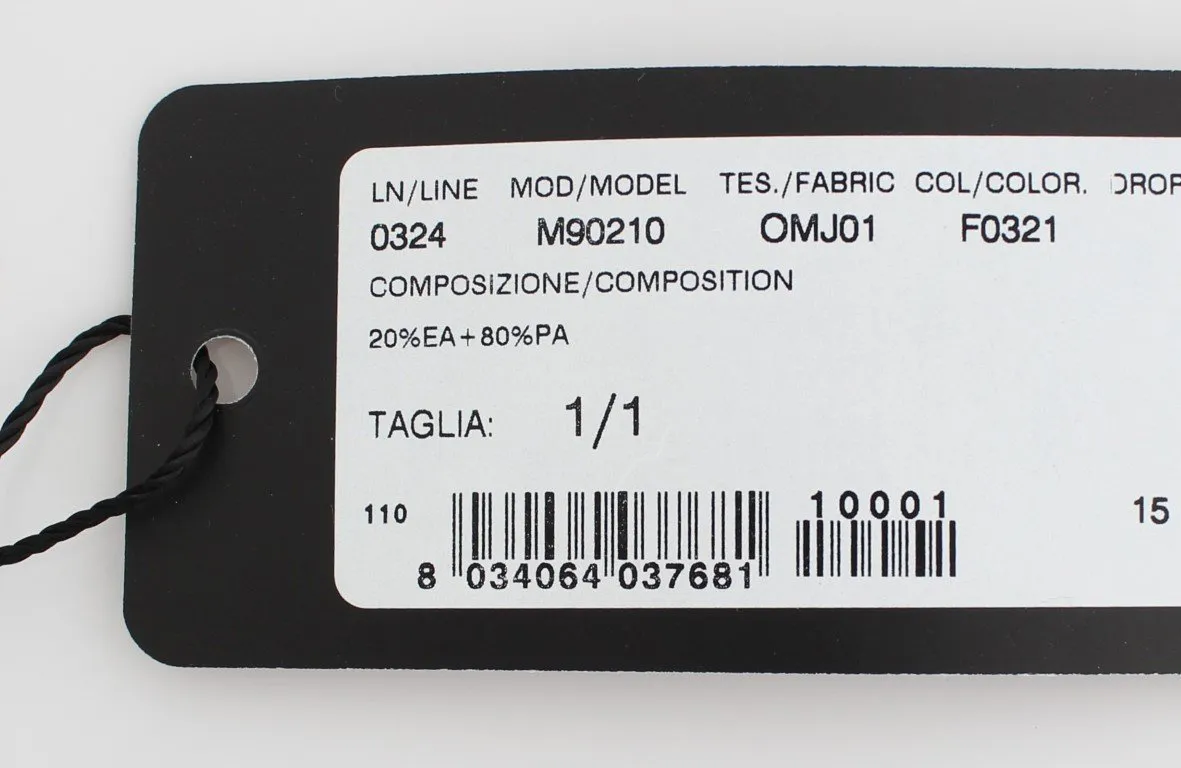 LN/LINE MOD/MODEL TES./FABRIC COL/COLOR. DROP
0324 M90210 OMJ01 F0321
COMPOSIZIONE/COMPOSITION
20%EA+80%PA
TAGLIA: 1/1
110 10001 15
8 034064 037681